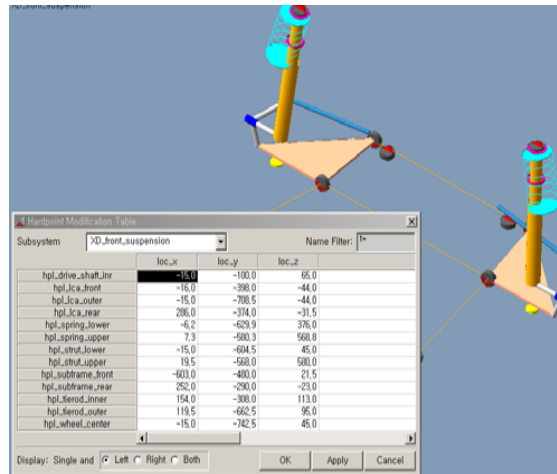 XD_front_suspension
Hardpoint Modification Table
Subsystem XD_front_suspension Name Filter:
loc_x loc_y loc_z
hpl_drive_shaft_inr -15,0 -100,0 65,0
hpl_lca_front -16,0 -398,0 -44,0
hpl_lca_outer -15,0 -708,5 -44,0
hpl_lca_rear 286,0 -374,0 -31,5
hpl_spring_lower -6,2 -629,9 376,0
hpl_spring_upper 7,3 -580,3 568,8
hpl_strut_lower -15,0 -604,5 45,0
hpl_strut_upper 19,5 -568,0 580,0
hpl_subframe_front -603,0 -480,0 21,5
hpl_subframe_rear 252,0 -290,0 -23,0
hpl_tierod_inner 154,0 -308,0 113,0
hpl_tierod_outer 119,5 -662,5 95,0
hpl_wheel_center -15,0 -742,5 45,0
Display: Single and Left Right Both OK Apply Cancel